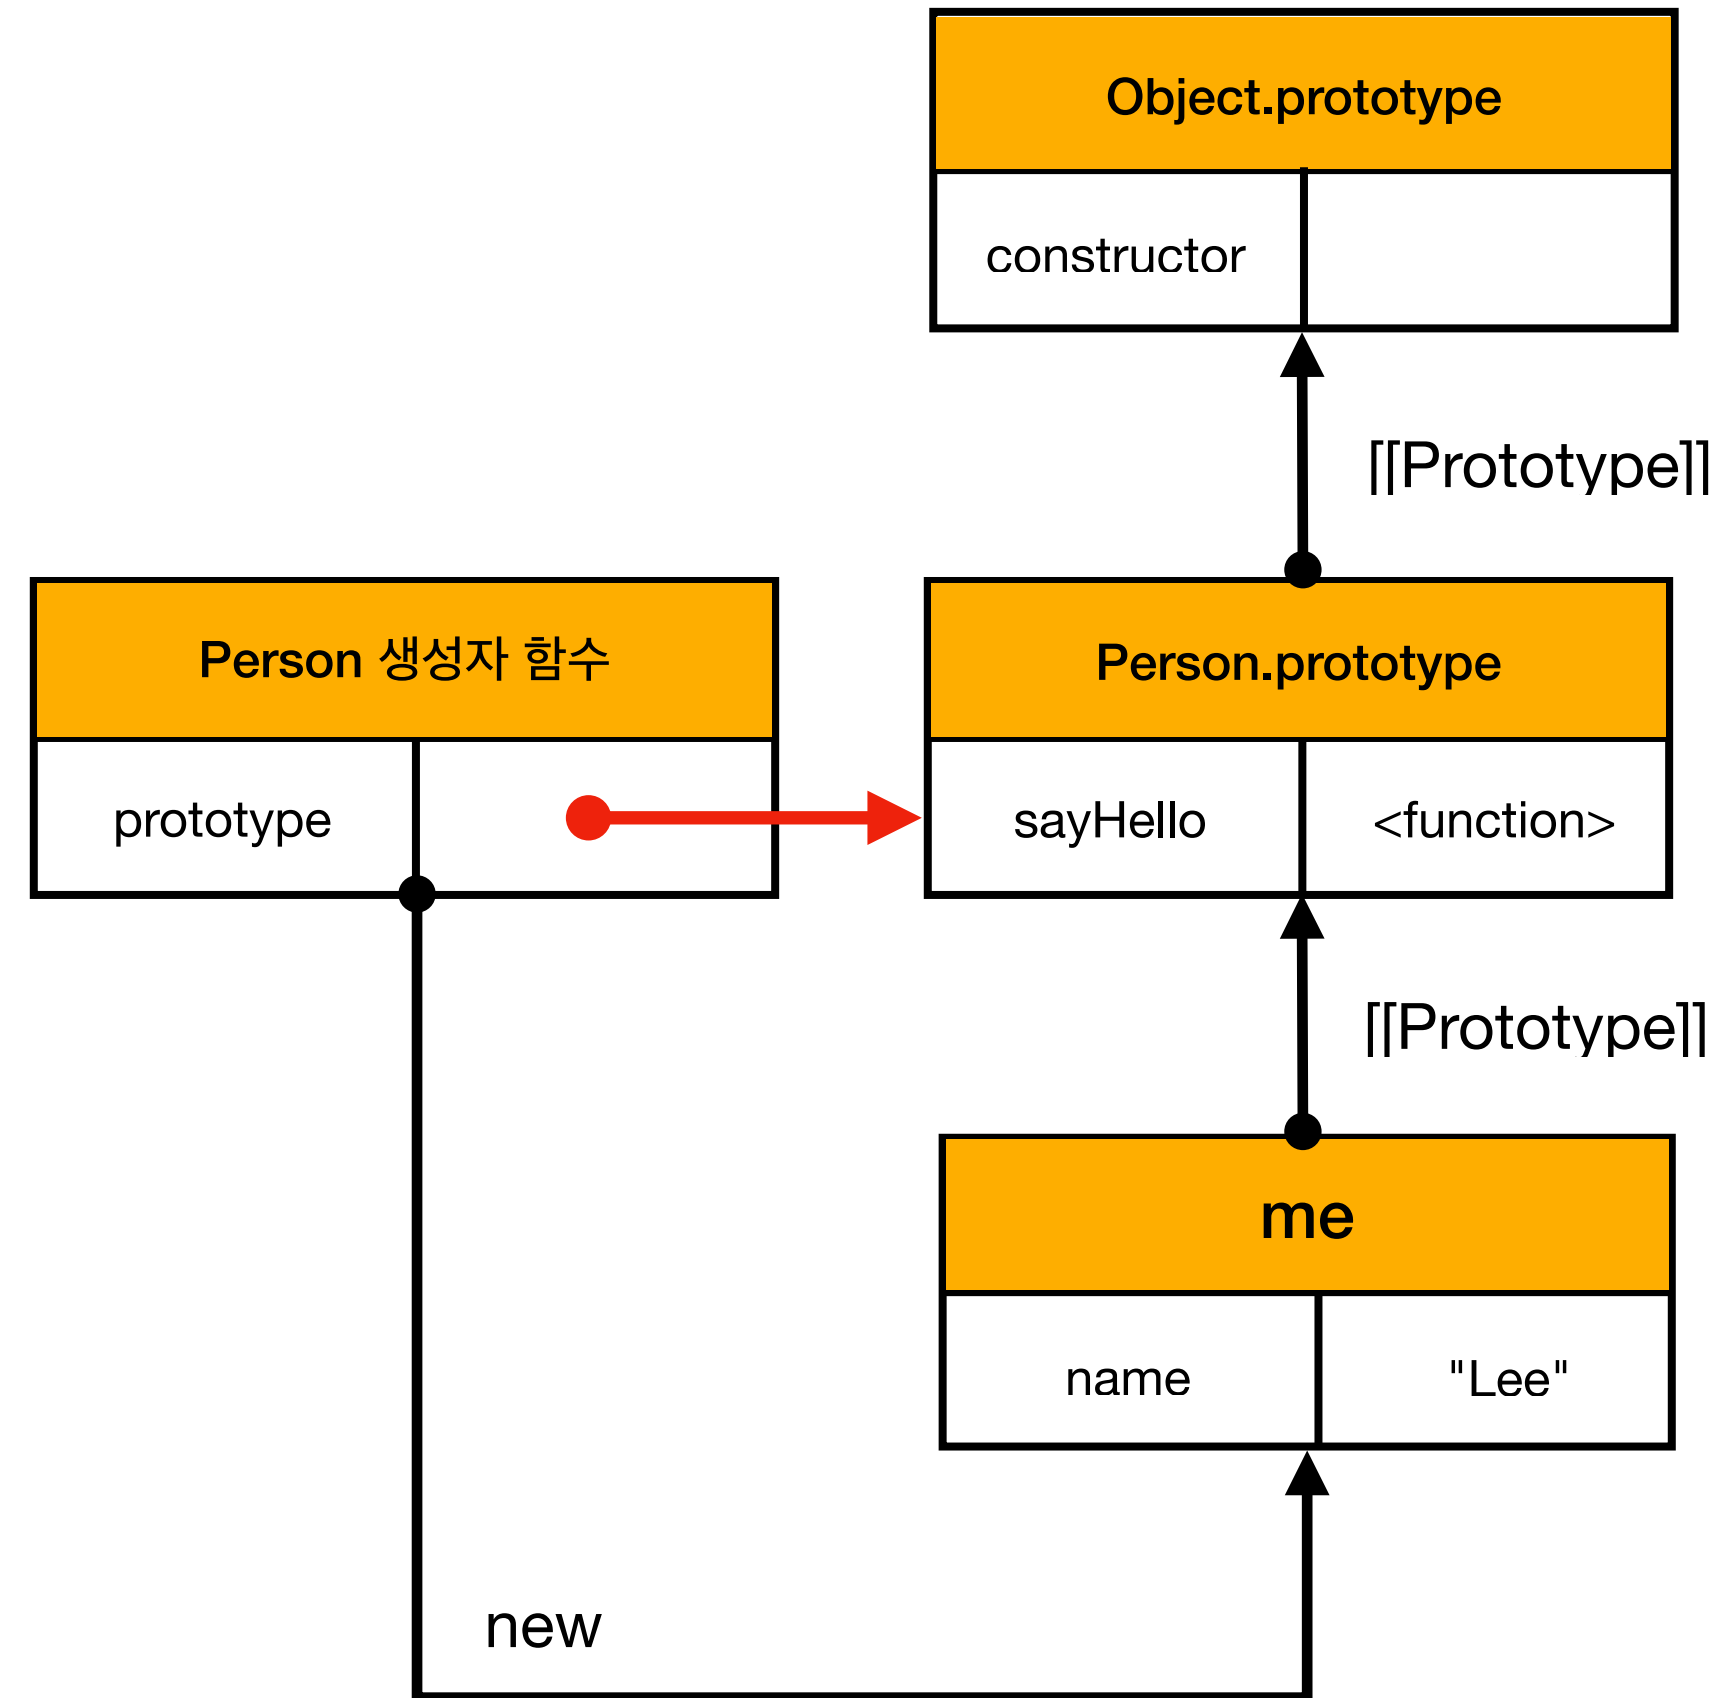 Object.prototype
constructor
[[Prototype]]
Person 생성자 함수
Person.prototype
prototype
sayHello
<function>
[[Prototype]]
me
name
"Lee"
new